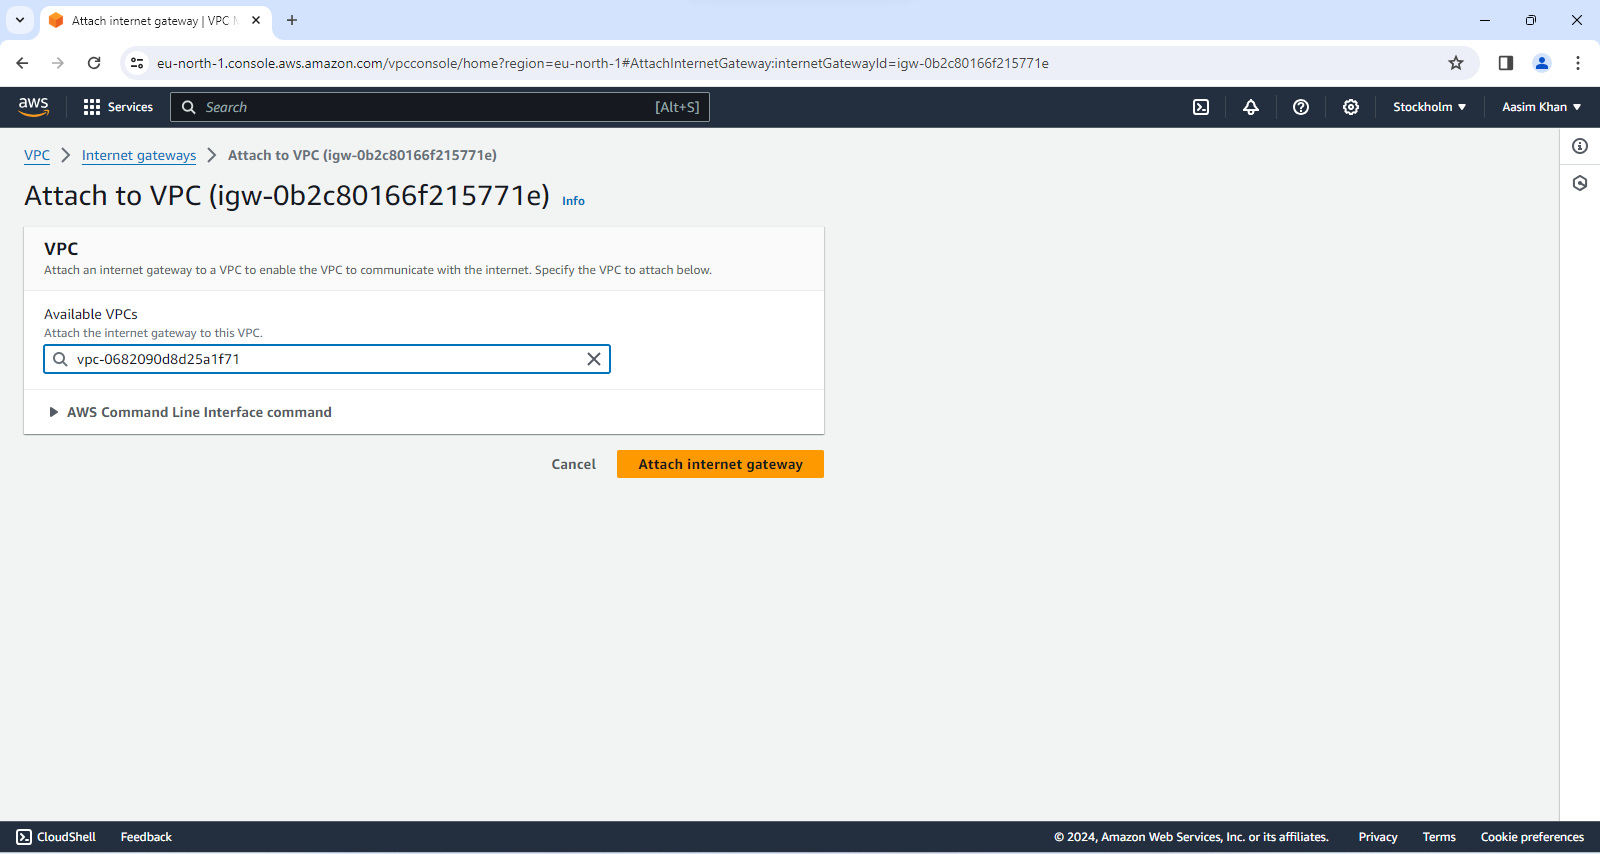 Attach internet gateway | VPC
eu-north-1.console.aws.amazon.com/vpcconsole/home?region=eu-north-1#AttachInternetGateway:internetGatewayId=igw-0b2c80166f215771e
aws Services Search [Alt+S] Stockholm Aasim Khan
VPC Internet gateways Attach to VPC (igw-0b2c80166f215771e)
Attach to VPC (igw-0b2c80166f215771e) Info
VPC
Attach an internet gateway to a VPC to enable the VPC to communicate with the internet. Specify the VPC to attach below.
Available VPCs
Attach the internet gateway to this VPC.
vpc-0682090d8d25a1f71
AWS Command Line Interface command
Cancel Attach internet gateway
CloudShell Feedback © 2024, Amazon Web Services, Inc. or its affiliates. Privacy Terms Cookie preferences